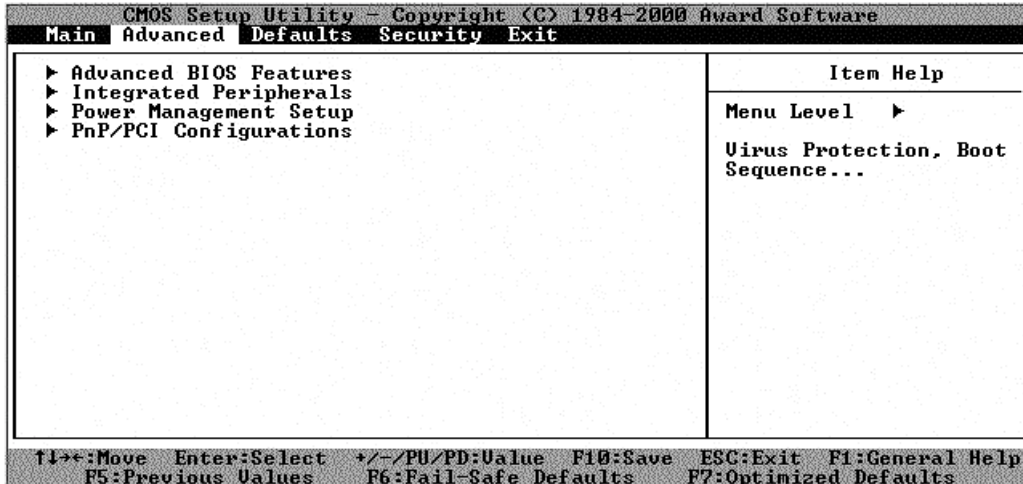 CMOS Setup Utility – Copyright (C) 1984–2000 Award Software
Main Advanced Defaults Security Exit
▶ Advanced BIOS Features
▶ Integrated Peripherals
▶ Power Management Setup
▶ PnP/PCI Configurations
Item Help
Menu Level ▶
Virus Protection, Boot
Sequence...
↑↓→←:Move Enter:Select +/-/PU/PD:Value F10:Save ESC:Exit F1:General Help
F5:Previous Values F6:Fail-Safe Defaults F7:Optimized Defaults